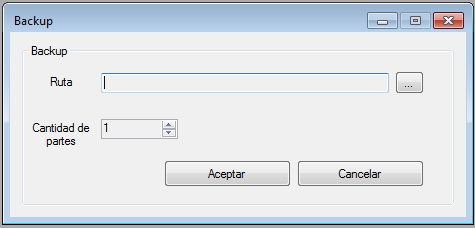 Backup
Backup
Ruta
...
Cantidad de
partes
1
Aceptar
Cancelar